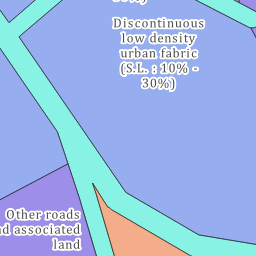 Discontinuous
low density
urban fabric
(S.L. : 10% -
30%)
Other roads
associated
land